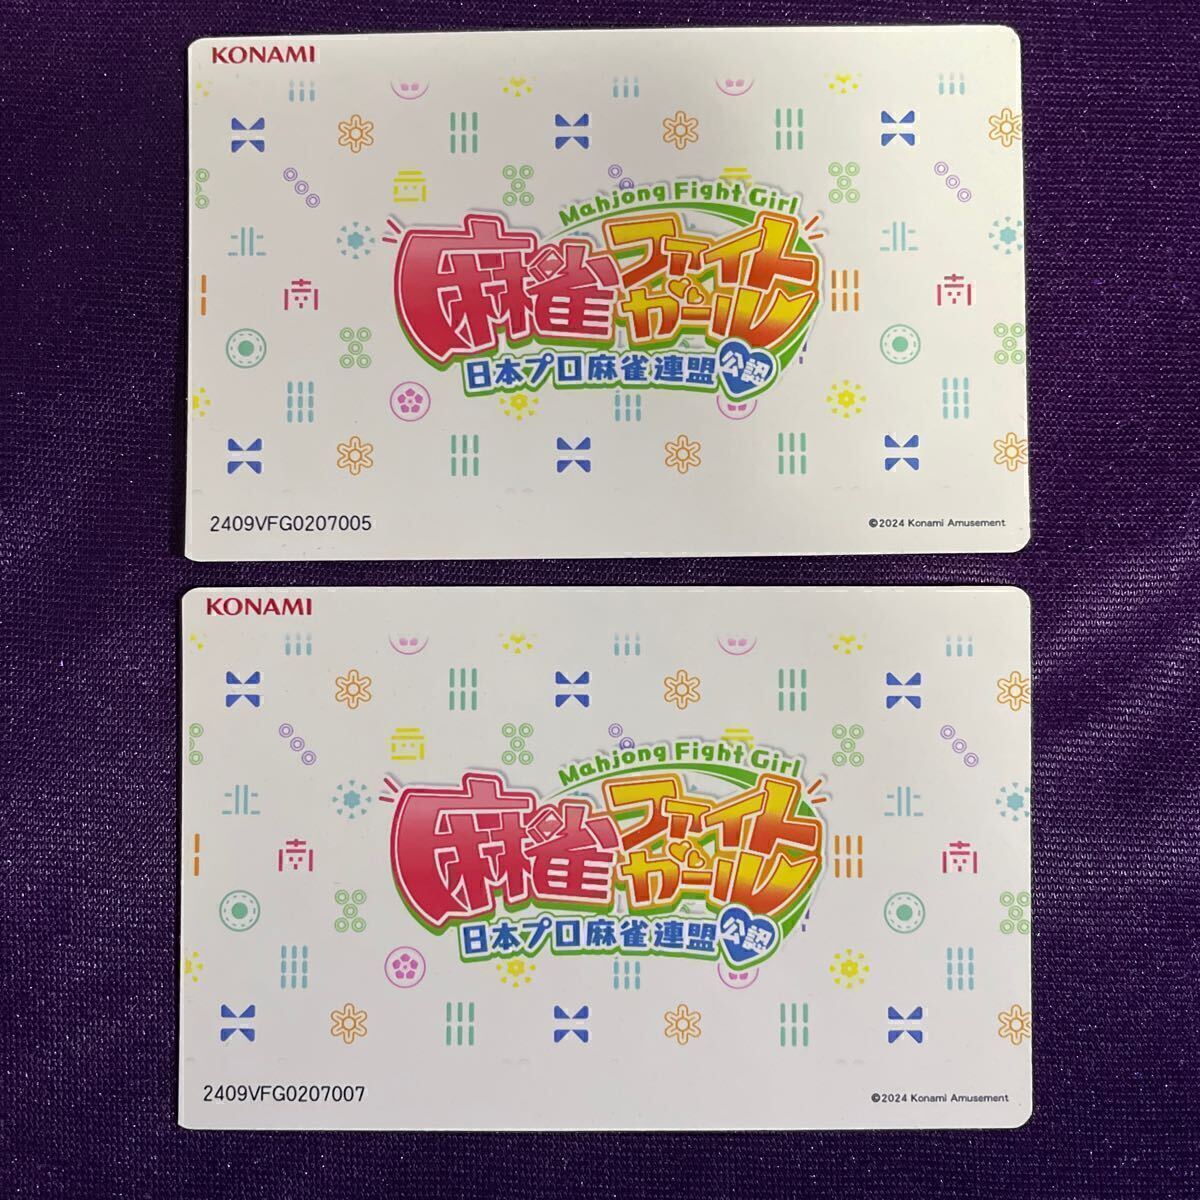 KONAMI
Mahjong Fight Girl
麻雀ファイトガール
日本プロ麻雀連盟公認
2409VFG0207005
©2024 Konami Amusement
KONAMI
Mahjong Fight Girl
麻雀ファイトガール
日本プロ麻雀連盟公認
2409VFG0207007
©2024 Konami Amusement